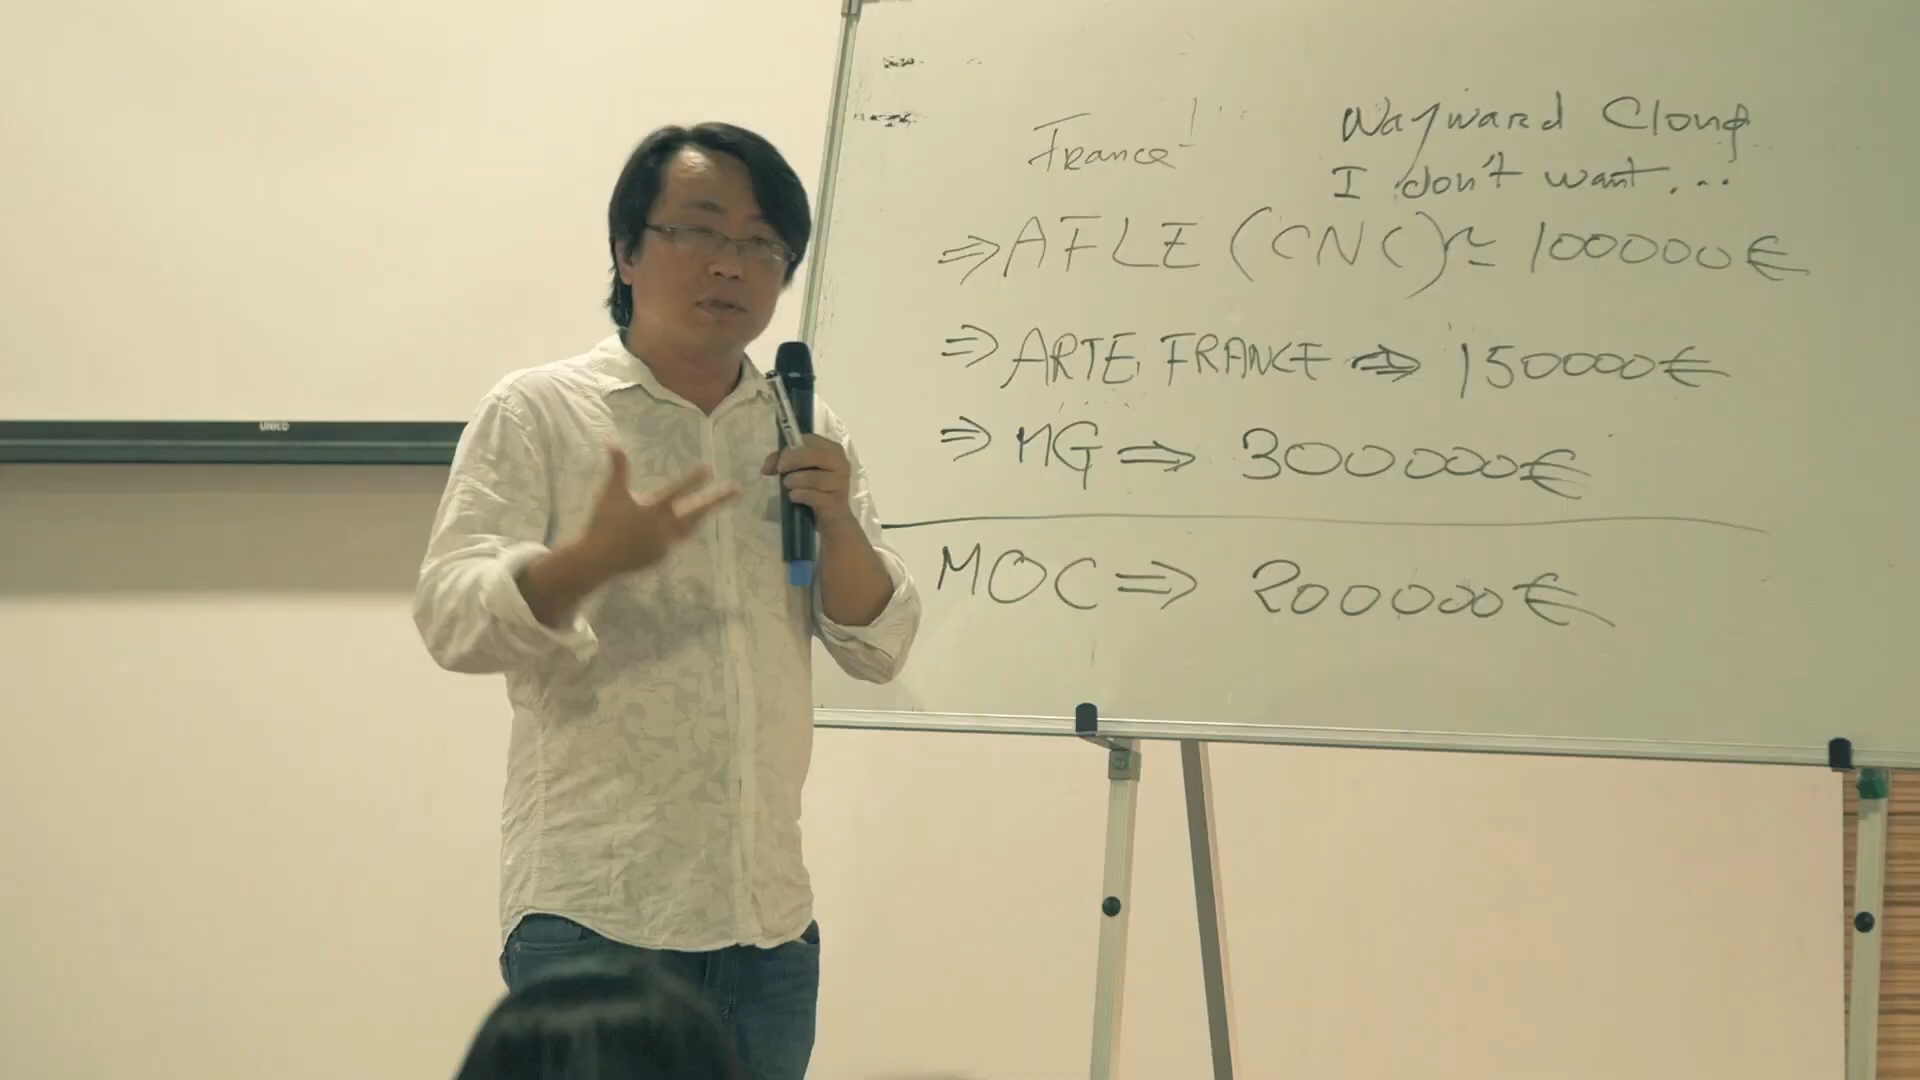 France!
Wayward Cloud
I don't want...
⇒ AFLE (CNC) ≃ 100000€
⇒ ARTE FRANCE ⇒ 150000€
⇒ MG ⇒ 300000€
MOC ⇒ 200000€